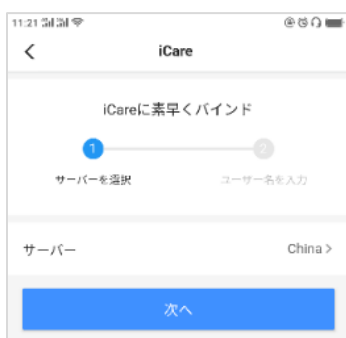 11:21
iCare
iCareに素早くバインド
1 2
サーバーを選択 ユーザー名を入力
サーバー China >
次へ